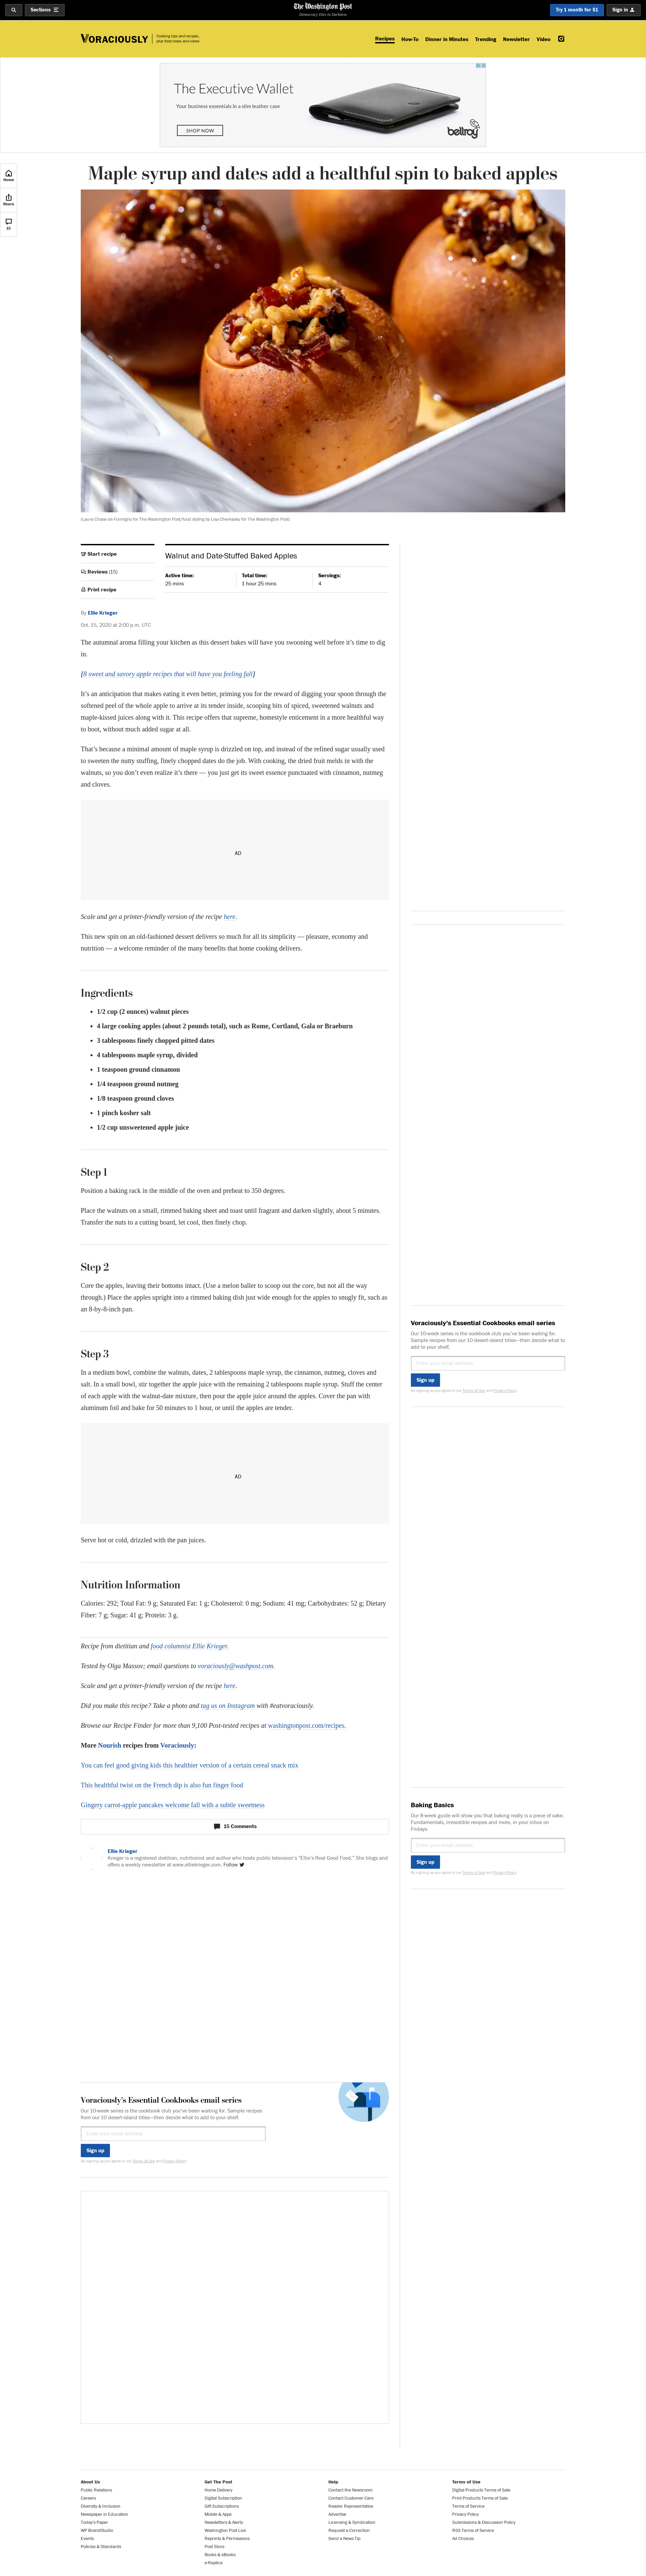 Sections
The Washington Post
Democracy Dies in Darkness
Try 1 month for $1
Sign in
VORACIOUSLY
Cooking tips and recipes,
plus food news and views.
Recipes
How-To
Dinner in Minutes
Trending
Newsletter
Video
The Executive Wallet
Your business essentials in a slim leather case
SHOP NOW
bellroy
Home
Share
15
Maple syrup and dates add a healthful spin to baked apples
(Laura Chase de Formigny for The Washington Post/food styling by Lisa Cherkasky for The Washington Post)
Start recipe
Reviews (15)
Print recipe
Walnut and Date-Stuffed Baked Apples
Active time:
25 mins
Total time:
1 hour 25 mins
Servings:
4
By Ellie Krieger
Oct. 15, 2020 at 2:00 p.m. UTC
The autumnal aroma filling your kitchen as this dessert bakes will have you swooning well before it's time to dig
in.
[8 sweet and savory apple recipes that will have you feeling fall]
It's an anticipation that makes eating it even better, priming you for the reward of digging your spoon through the
softened peel of the whole apple to arrive at its tender inside, scooping bits of spiced, sweetened walnuts and
maple-kissed juices along with it. This recipe offers that supreme, homestyle enticement in a more healthful way
to boot, without much added sugar at all.
That's because a minimal amount of maple syrup is drizzled on top, and instead of the refined sugar usually used
to sweeten the nutty stuffing, finely chopped dates do the job. With cooking, the dried fruit melds in with the
walnuts, so you don't even realize it's there — you just get its sweet essence punctuated with cinnamon, nutmeg
and cloves.
AD
Scale and get a printer-friendly version of the recipe here.
This new spin on an old-fashioned dessert delivers so much for all its simplicity — pleasure, economy and
nutrition — a welcome reminder of the many benefits that home cooking delivers.
Ingredients
1/2 cup (2 ounces) walnut pieces
4 large cooking apples (about 2 pounds total), such as Rome, Cortland, Gala or Braeburn
3 tablespoons finely chopped pitted dates
4 tablespoons maple syrup, divided
1 teaspoon ground cinnamon
1/4 teaspoon ground nutmeg
1/8 teaspoon ground cloves
1 pinch kosher salt
1/2 cup unsweetened apple juice
Step 1
Position a baking rack in the middle of the oven and preheat to 350 degrees.
Place the walnuts on a small, rimmed baking sheet and toast until fragrant and darken slightly, about 5 minutes.
Transfer the nuts to a cutting board, let cool, then finely chop.
Step 2
Core the apples, leaving their bottoms intact. (Use a melon baller to scoop out the core, but not all the way
through.) Place the apples upright into a rimmed baking dish just wide enough for the apples to snugly fit, such as
an 8-by-8-inch pan.
Step 3
In a medium bowl, combine the walnuts, dates, 2 tablespoons maple syrup, the cinnamon, nutmeg, cloves and
salt. In a small bowl, stir together the apple juice with the remaining 2 tablespoons maple syrup. Stuff the center
of each apple with the walnut-date mixture, then pour the apple juice around the apples. Cover the pan with
aluminum foil and bake for 50 minutes to 1 hour, or until the apples are tender.
AD
Serve hot or cold, drizzled with the pan juices.
Nutrition Information
Calories: 292; Total Fat: 9 g; Saturated Fat: 1 g; Cholesterol: 0 mg; Sodium: 41 mg; Carbohydrates: 52 g; Dietary
Fiber: 7 g; Sugar: 41 g; Protein: 3 g.
Recipe from dietitian and food columnist Ellie Krieger.
Tested by Olga Massov; email questions to voraciously@washpost.com.
Scale and get a printer-friendly version of the recipe here.
Did you make this recipe? Take a photo and tag us on Instagram with #eatvoraciously.
Browse our Recipe Finder for more than 9,100 Post-tested recipes at washingtonpost.com/recipes.
More Nourish recipes from Voraciously:
You can feel good giving kids this healthier version of a certain cereal snack mix
This healthful twist on the French dip is also fun finger food
Gingery carrot-apple pancakes welcome fall with a subtle sweetness
15 Comments
Ellie Krieger
Krieger is a registered dietitian, nutritionist and author who hosts public television's "Ellie's Real Good Food." She blogs and
offers a weekly newsletter at www.elliekrieger.com. Follow
Voraciously's Essential Cookbooks email series
Our 10-week series is the cookbook club you've been waiting for. Sample recipes
from our 10 desert-island titles—then decide what to add to your shelf.
Enter your email address
Sign up
By signing up you agree to our Terms of Use and Privacy Policy
Voraciously's Essential Cookbooks email series
Our 10-week series is the cookbook club you've been waiting for.
Sample recipes from our 10 desert-island titles—then decide what to
add to your shelf.
Enter your email address
Sign up
By signing up you agree to our Terms of Use and Privacy Policy
Baking Basics
Our 8-week guide will show you that baking really is a piece of cake.
Fundamentals, irresistible recipes and more, in your inbox on
Fridays.
Enter your email address
Sign up
By signing up you agree to our Terms of Use and Privacy Policy
About Us
Public Relations
Careers
Diversity & Inclusion
Newspaper in Education
Today's Paper
WP BrandStudio
Events
Policies & Standards
Get The Post
Home Delivery
Digital Subscription
Gift Subscriptions
Mobile & Apps
Newsletters & Alerts
Washington Post Live
Reprints & Permissions
Post Store
Books & eBooks
e-Replica
Help
Contact the Newsroom
Contact Customer Care
Reader Representative
Advertise
Licensing & Syndication
Request a Correction
Send a News Tip
Terms of Use
Digital Products Terms of Sale
Print Products Terms of Sale
Terms of Service
Privacy Policy
Submissions & Discussion Policy
RSS Terms of Service
Ad Choices